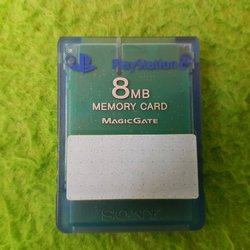 PlayStation 2
8MB
MEMORY CARD
MAGICGATE
SONY